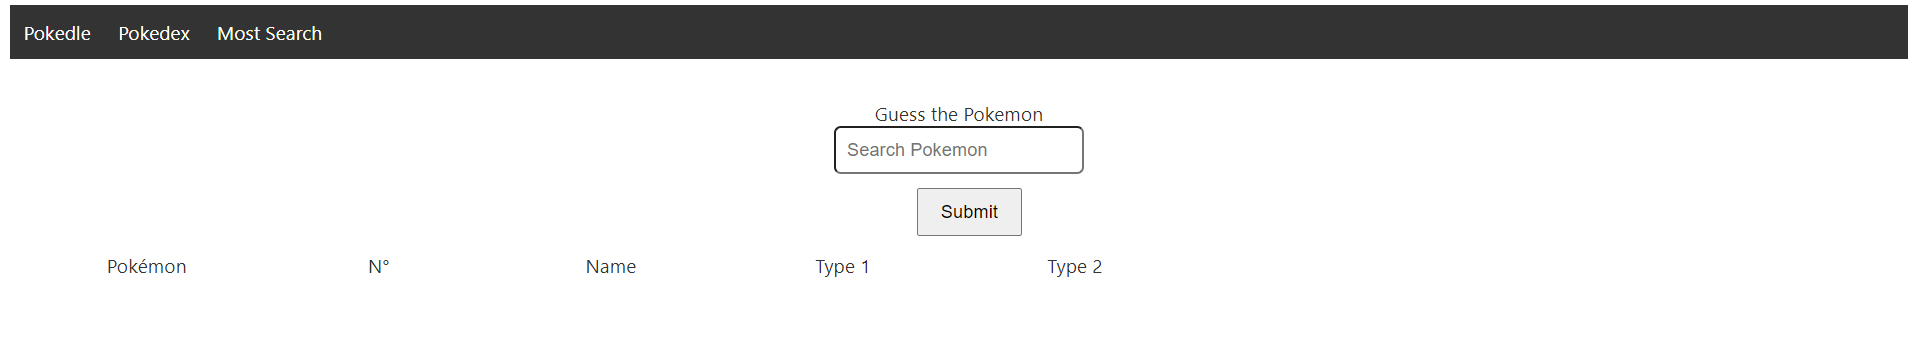 Pokedle Pokedex Most Search
Guess the Pokemon
Search Pokemon
Submit
Pokémon N° Name Type 1 Type 2